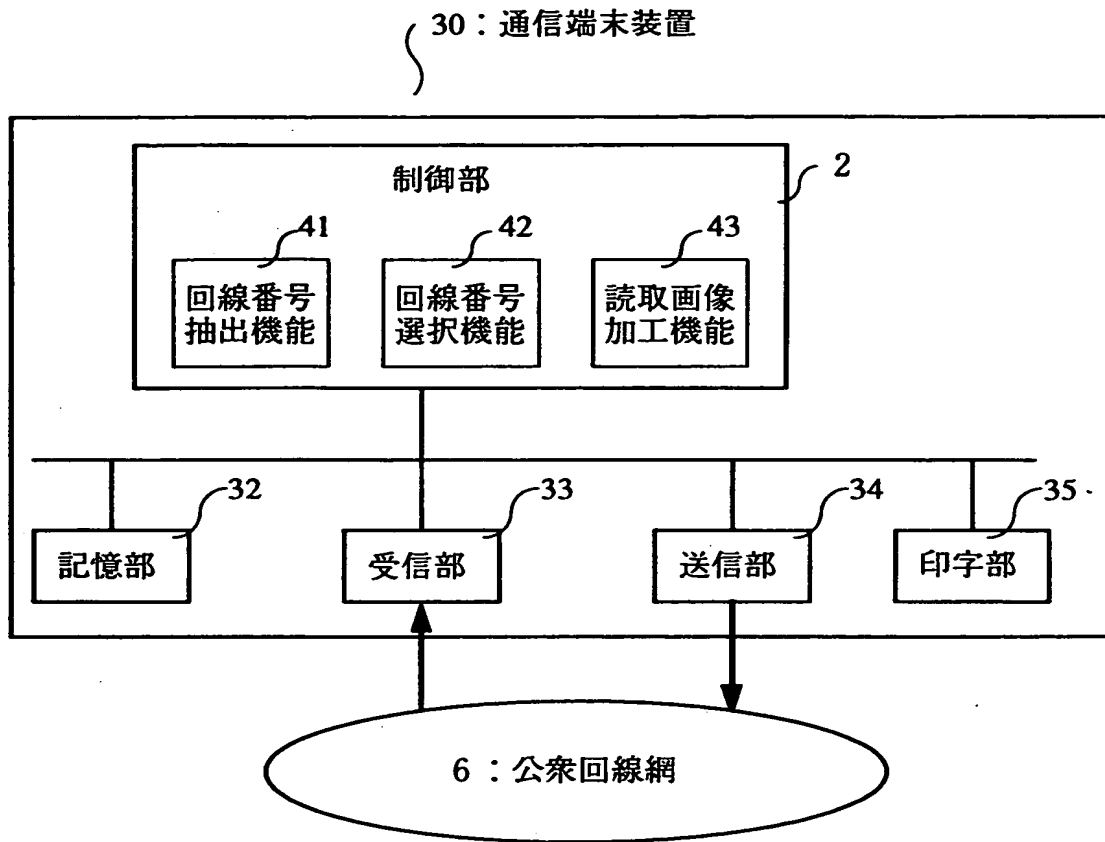 30：通信端末装置
制御部
2
41
42
43
回線番号
抽出機能
回線番号
選択機能
読取画像
加工機能
32
33
34
35
記憶部
受信部
送信部
印字部
6：公衆回線網